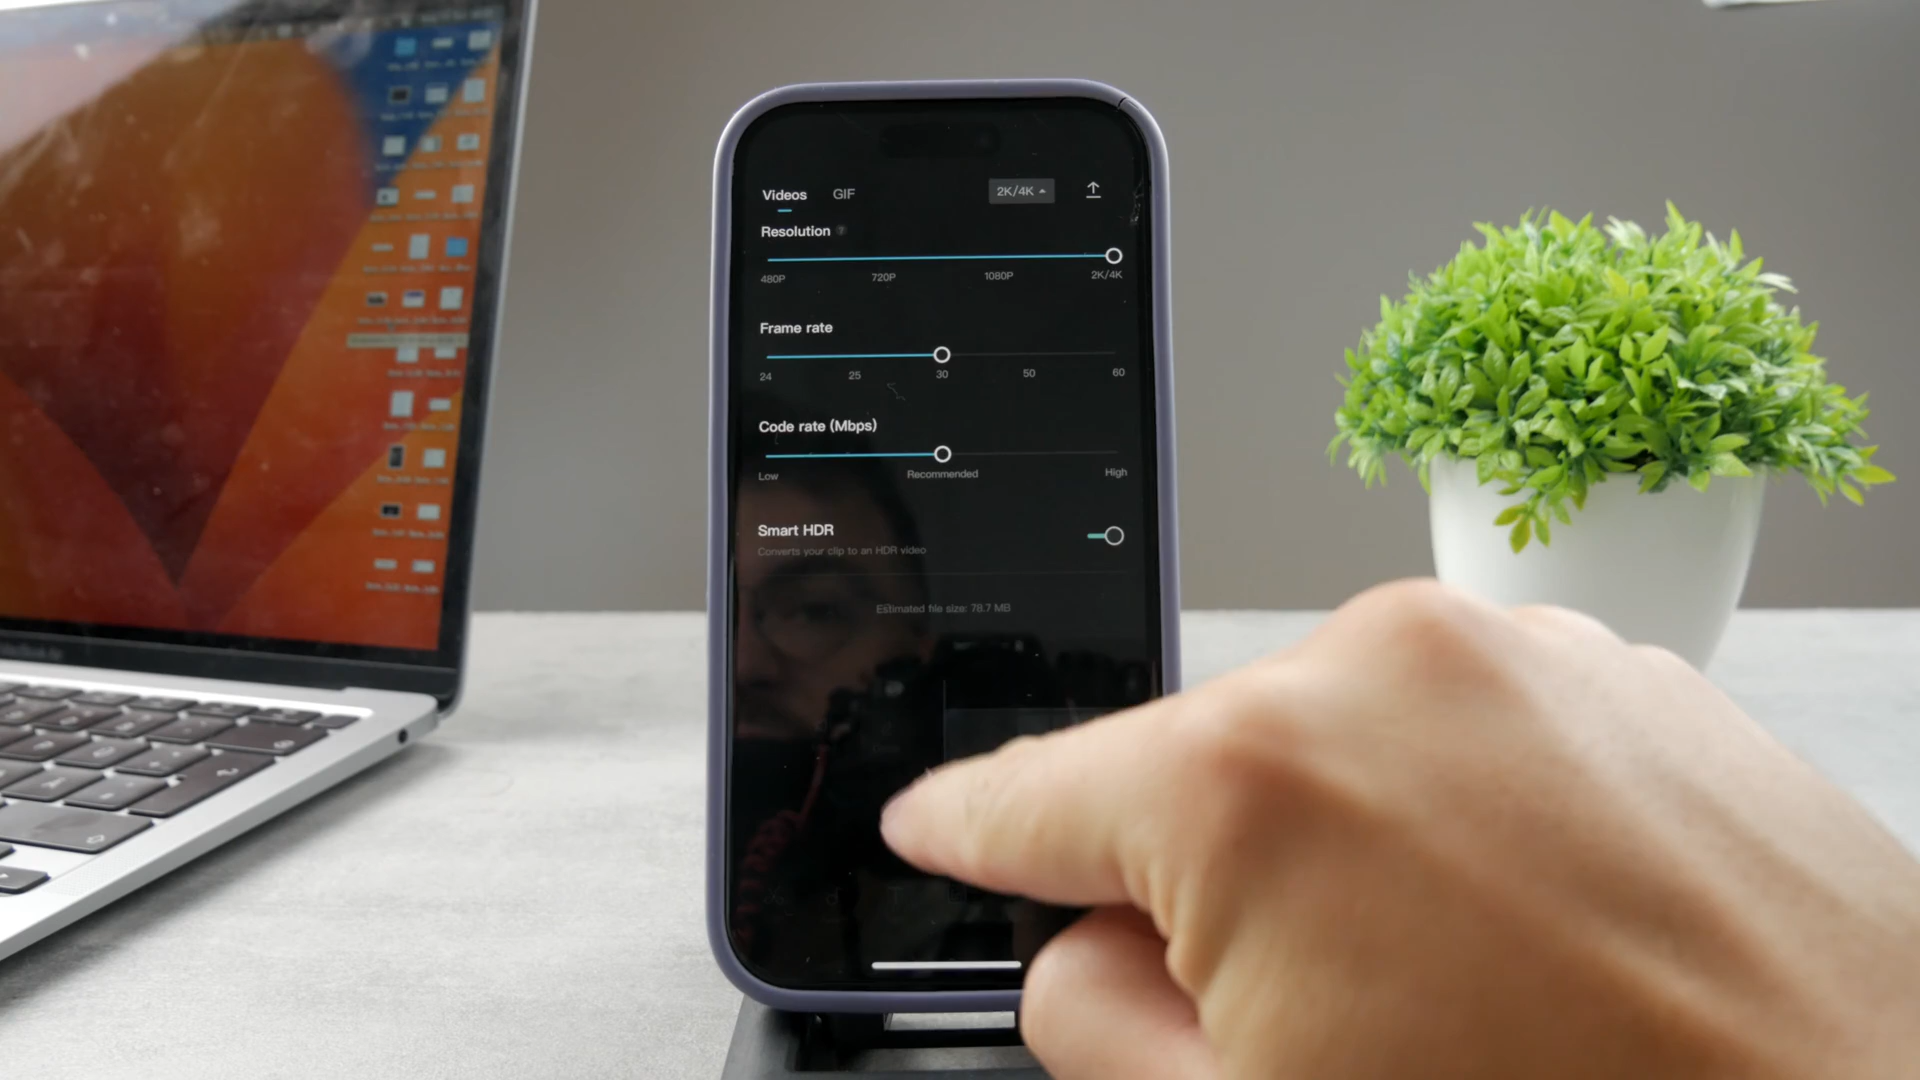 Videos GIF 2K/4K
Resolution ?
480P 720P 1080P 2K/4K
Frame rate
24 25 30 50 60
Code rate (Mbps)
Low Recommended High
Smart HDR
Converts your clip to an HDR video
Estimated file size: 78.7 MB